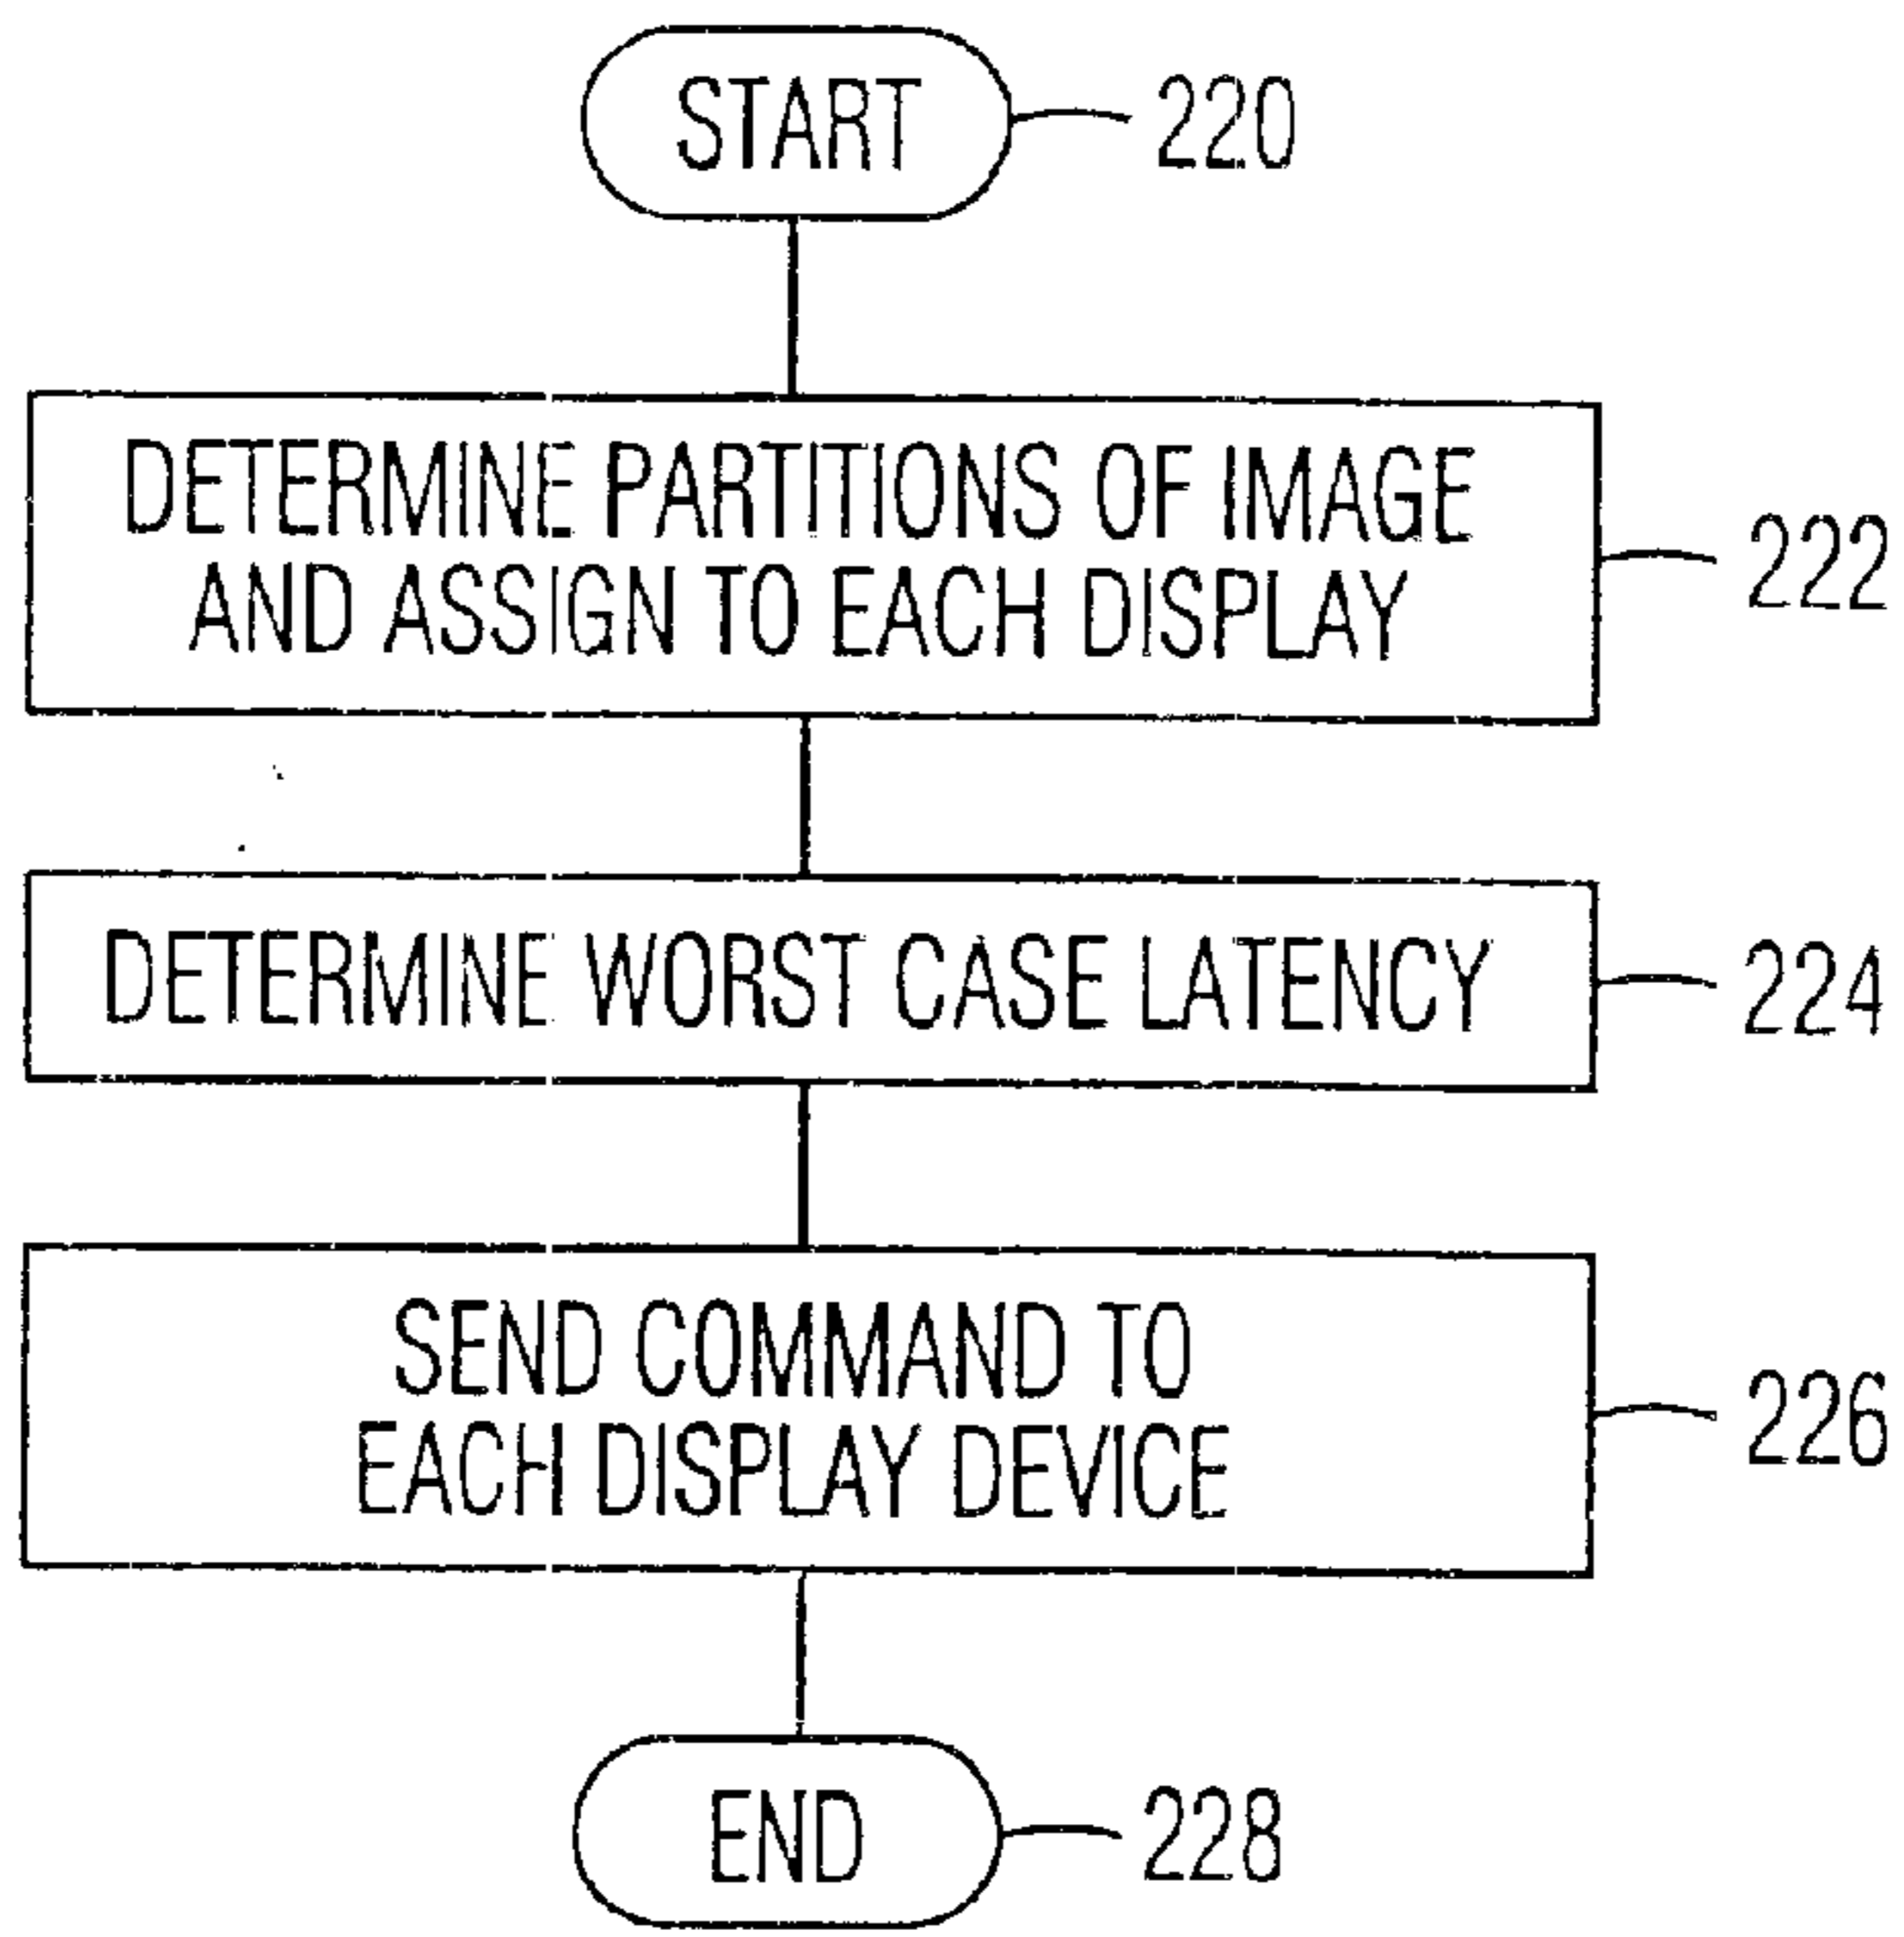 START
220
DETERMINE PARTITIONS OF IMAGE
AND ASSIGN TO EACH DISPLAY
222
DETERMINE WORST CASE LATENCY
224
SEND COMMAND TO
EACH DISPLAY DEVICE
226
END
228